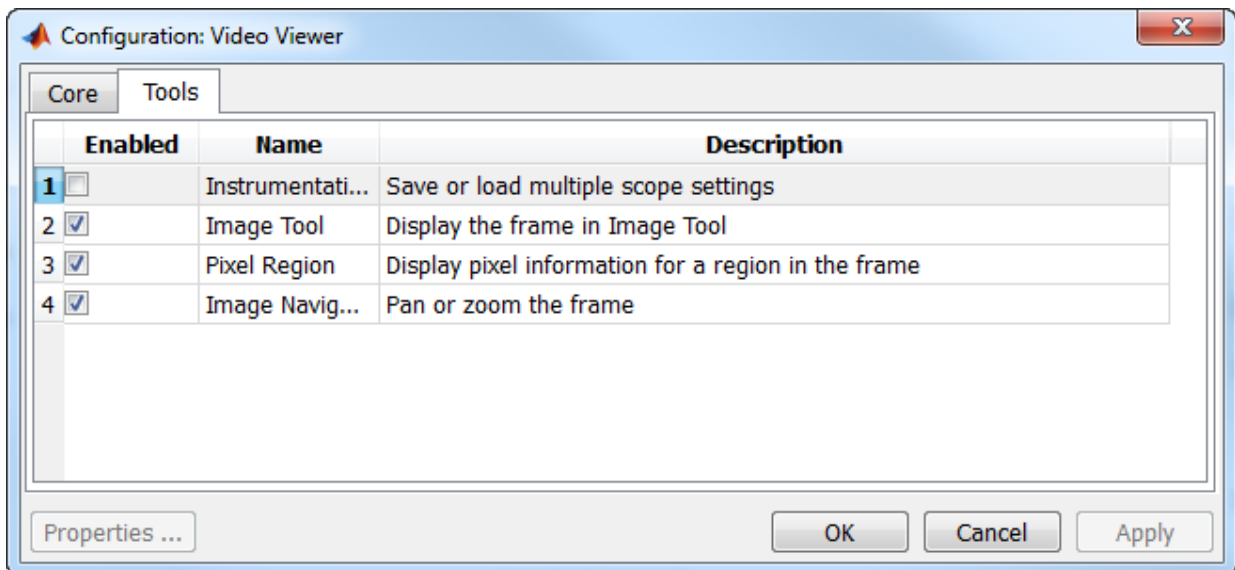 Configuration: Video Viewer
Core Tools
Enabled Name Description
1 Instrumentati... Save or load multiple scope settings
2 Image Tool Display the frame in Image Tool
3 Pixel Region Display pixel information for a region in the frame
4 Image Navig... Pan or zoom the frame
Properties ... OK Cancel Apply